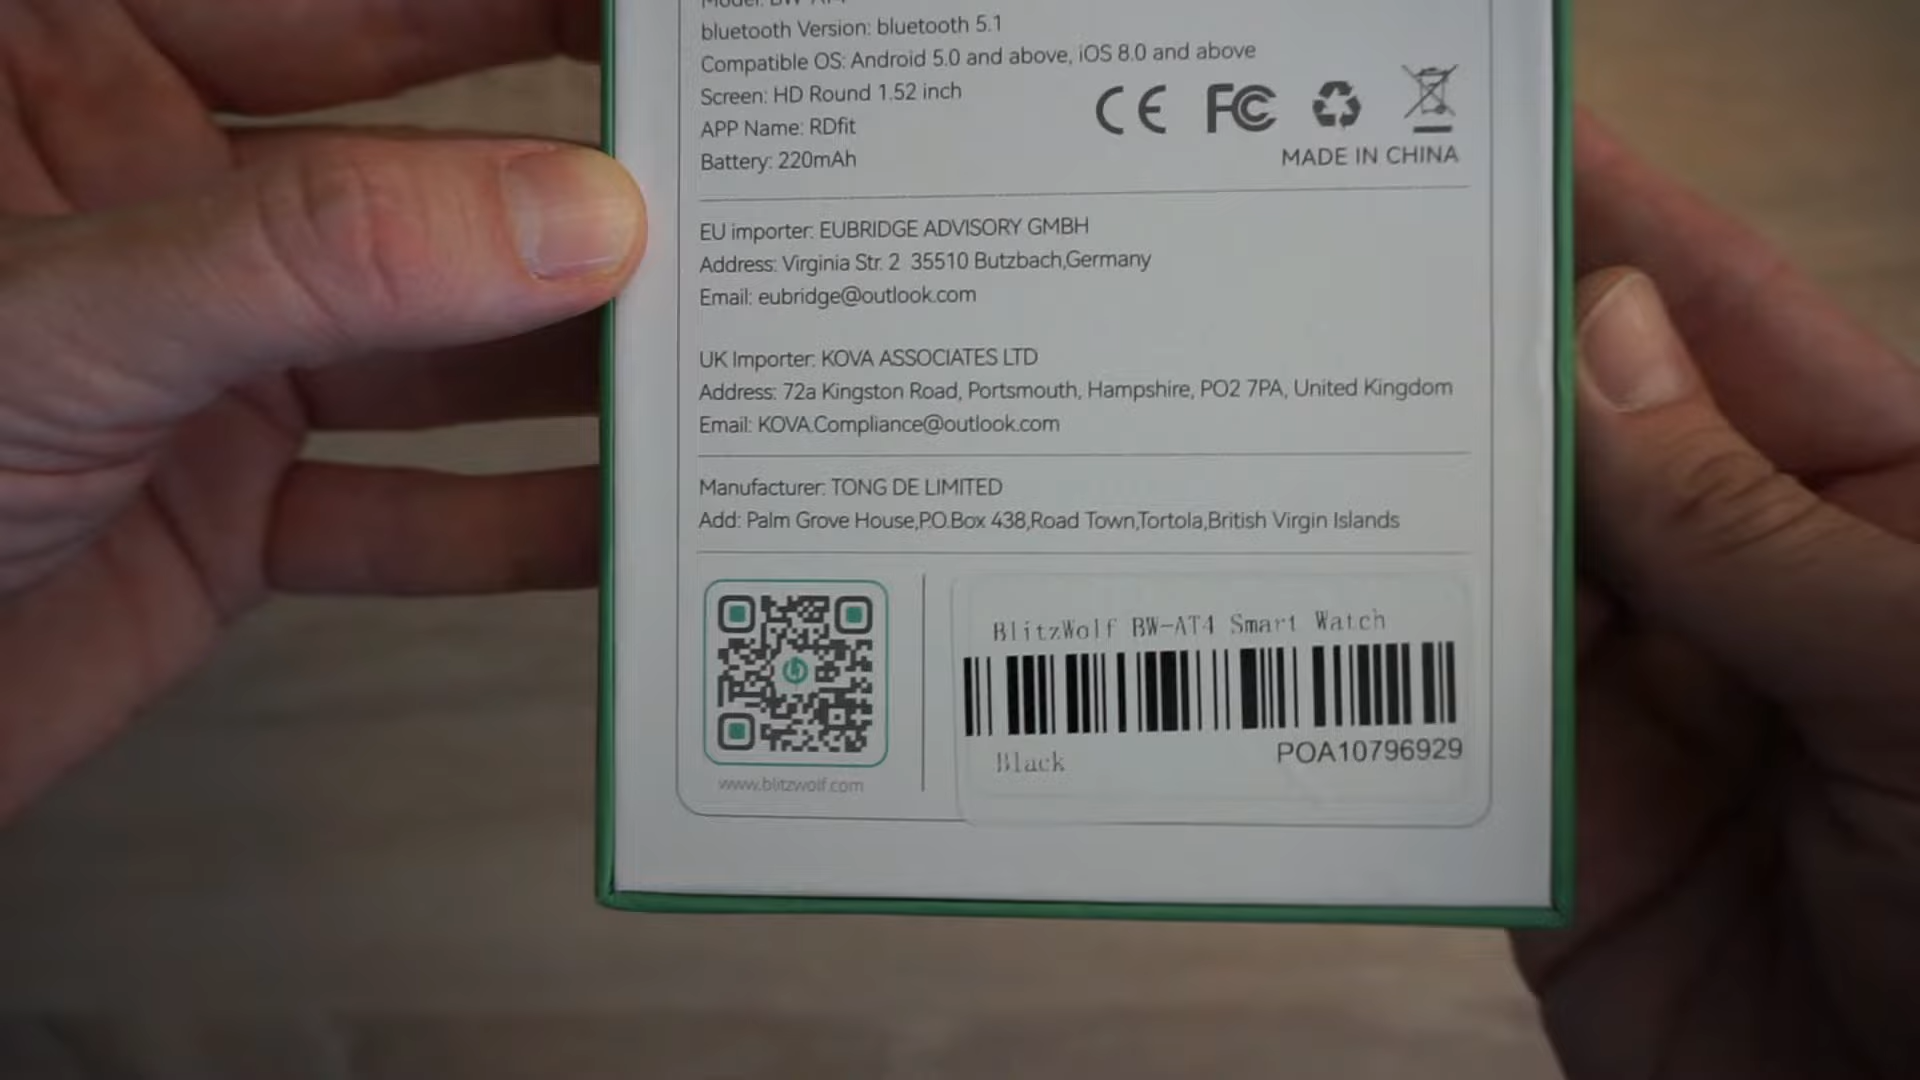 Model: BW-AT4
bluetooth Version: bluetooth 5.1
Compatible OS: Android 5.0 and above, iOS 8.0 and above
Screen: HD Round 1.52 inch
APP Name: RDfit
Battery: 220mAh
CE FC
MADE IN CHINA
EU importer: EUBRIDGE ADVISORY GMBH
Address: Virginia Str. 2 35510 Butzbach,Germany
Email: eubridge@outlook.com
UK Importer: KOVA ASSOCIATES LTD
Address: 72a Kingston Road, Portsmouth, Hampshire, PO2 7PA, United Kingdom
Email: KOVA.Compliance@outlook.com
Manufacturer: TONG DE LIMITED
Add: Palm Grove House,P.O.Box 438,Road Town,Tortola,British Virgin Islands
www.blitzwolf.com
BlitzWolf BW-AT4 Smart Watch
Black
POA10796929